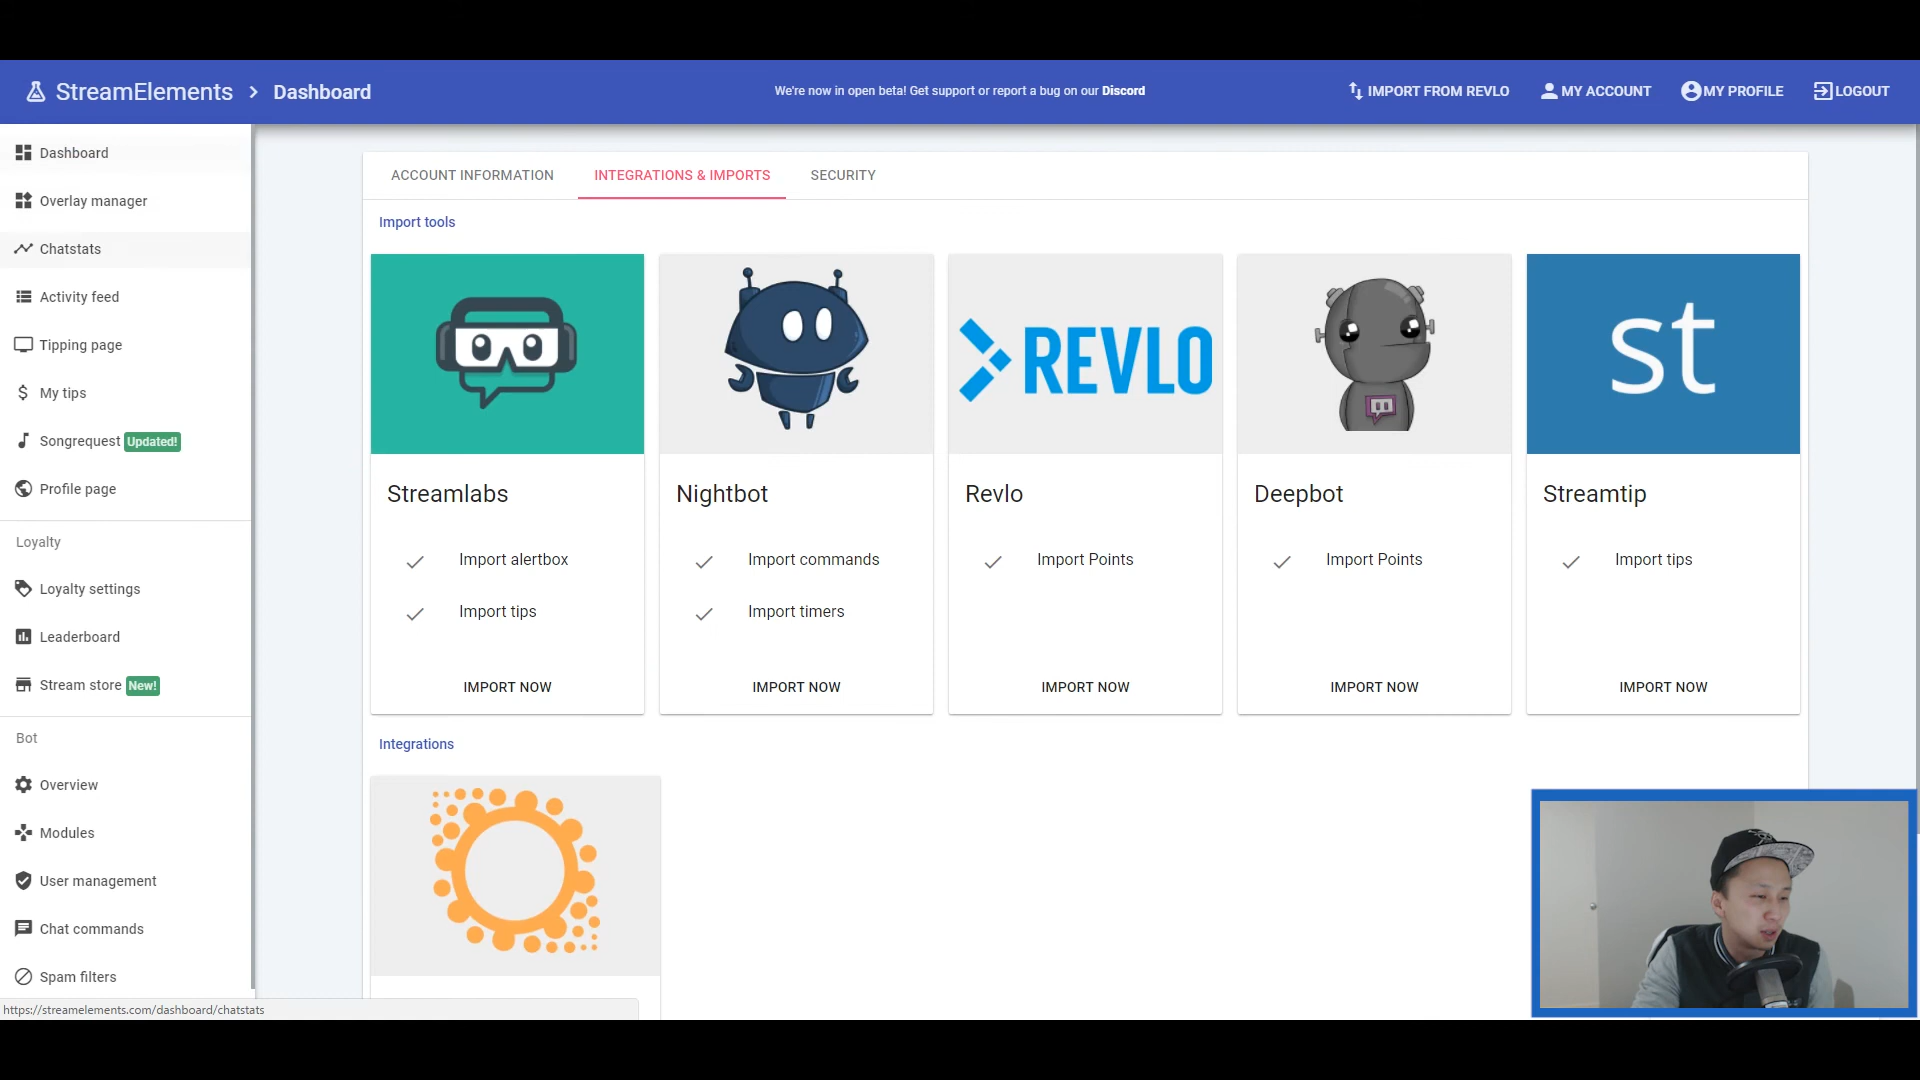 StreamElements > Dashboard
We're now in open beta! Get support or report a bug on our Discord
IMPORT FROM REVLO
MY ACCOUNT
MY PROFILE
LOGOUT
Dashboard
Overlay manager
Chatstats
Activity feed
Tipping page
My tips
Songrequest Updated!
Profile page
Loyalty
Loyalty settings
Leaderboard
Stream store New!
Bot
Overview
Modules
User management
Chat commands
Spam filters
https://streamelements.com/dashboard/chatstats
ACCOUNT INFORMATION
INTEGRATIONS & IMPORTS
SECURITY
Import tools
Streamlabs
Import alertbox
Import tips
IMPORT NOW
Nightbot
Import commands
Import timers
IMPORT NOW
REVLO
Revlo
Import Points
IMPORT NOW
Deepbot
Import Points
IMPORT NOW
st
Streamtip
Import tips
IMPORT NOW
Integrations